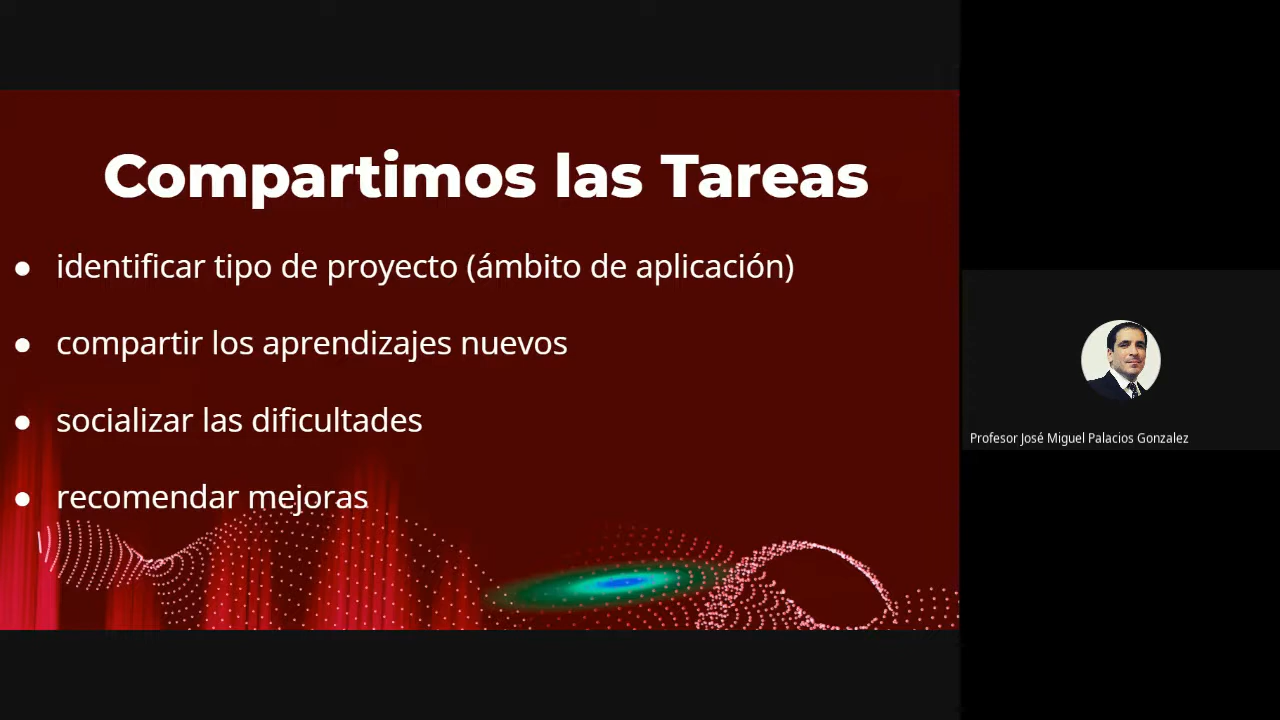 Compartimos las Tareas
● identificar tipo de proyecto (ámbito de aplicación)
● compartir los aprendizajes nuevos
● socializar las dificultades
● recomendar mejoras
Profesor José Miguel Palacios Gonzalez